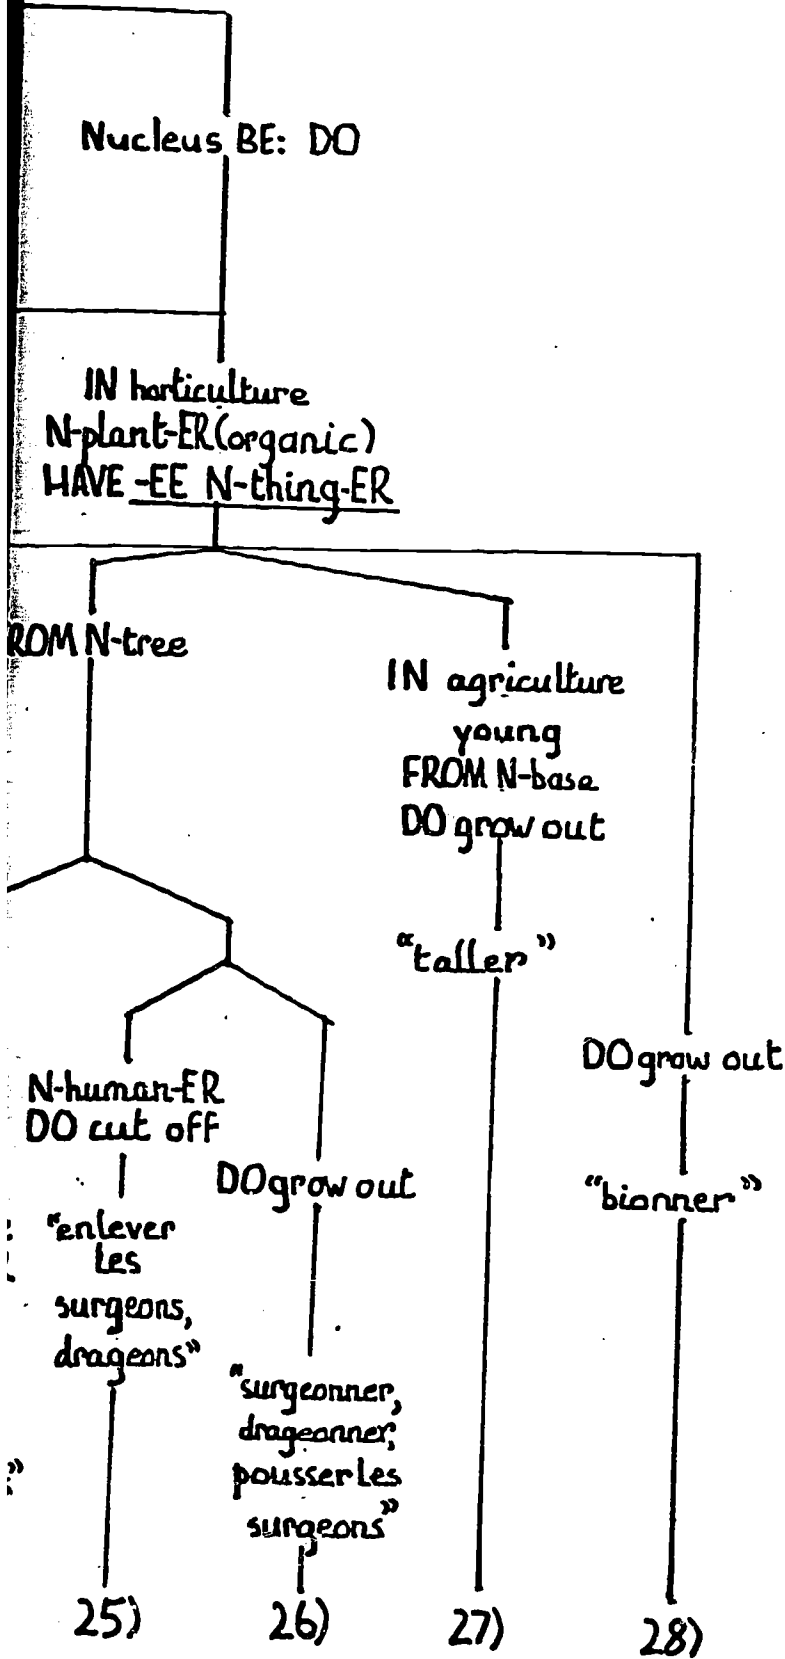 Nucleus BE: DO
IN horticulture
N-plant-ER(organic)
HAVE -EE N-thing-ER
ROM N-tree
IN agriculture
young
FROM N-base
DO grow out
"taller"
N-human-ER
DO cut off
DO grow out
"enlever
les
surgeons,
drageons"
"surgeonner,
drageonner,
pousser les
surgeons"
DO grow out
"bionner"
25)
26)
27)
28)